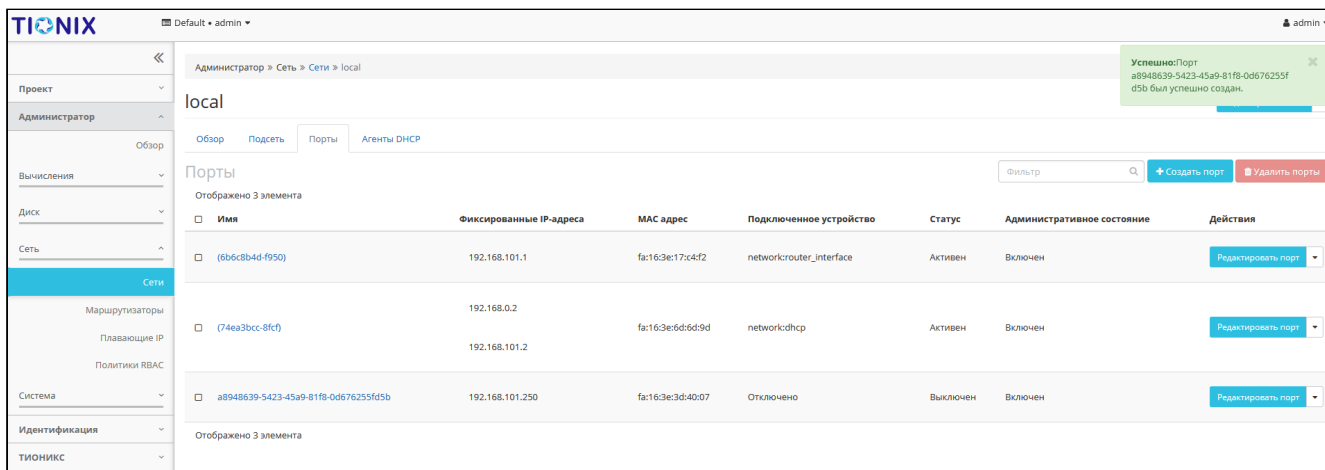 TIONIX
Default • admin
admin
Администратор » Сеть » Сети » local
Успешно:Порт
a8948639-5423-45a9-81f8-0d676255f
d5b был успешно создан.
Проект
Администратор
Обзор
Вычисления
Диск
Сеть
Сети
Маршрутизаторы
Плавающие IP
Политики RBAC
Система
Идентификация
ТИОНИКС
local
Обзор Подсеть Порты Агенты DHCP
Порты
Фильтр
Создать порт
Удалить порты
Отображено 3 элемента
Имя Фиксированные IP-адреса MAC адрес Подключенное устройство Статус Административное состояние Действия
(6b6c8b4d-f950) 192.168.101.1 fa:16:3e:17:c4:f2 network:router_interface Активен Включен Редактировать порт
192.168.0.2
(74ea3bcc-8fcf) fa:16:3e:6d:6d:9d network:dhcp Активен Включен Редактировать порт
192.168.101.2
a8948639-5423-45a9-81f8-0d676255fd5b 192.168.101.250 fa:16:3e:3d:40:07 Отключено Выключен Включен Редактировать порт
Отображено 3 элемента